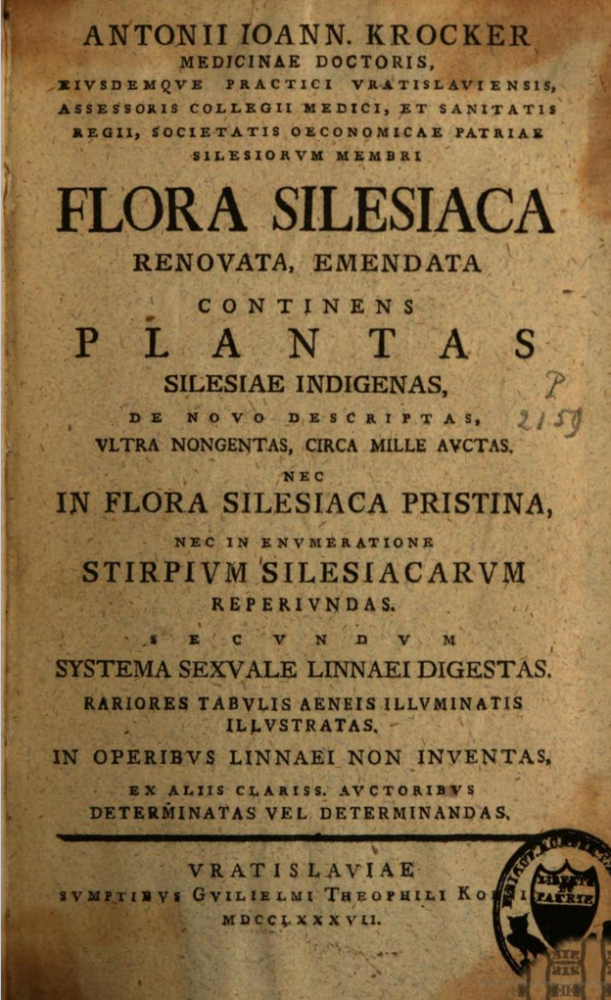 ANTONII IOANN. KROCKER
MEDICINAE DOCTORIS,
EIVSDEMQVE PRACTICI VRATISLAVIENSIS,
ASSESSORIS COLLEGII MEDICI, ET SANITATIS
REGII, SOCIETATIS OECONOMICAE PATRIAE
SILESIORVM MEMBRI
FLORA SILESIACA
RENOVATA, EMENDATA
CONTINENS
PLANTAS
SILESIAE INDIGENAS,
DE NOVO DESCRIPTAS,
VLTRA NONGENTAS, CIRCA MILLE AVCTAS.
NEC
IN FLORA SILESIACA PRISTINA,
NEC IN ENVMERATIONE
STIRPIVM SILESIACARVM
REPERIVNDAS.
SECVNDVM
SYSTEMA SEXVALE LINNAEI DIGESTAS.
RARIORES TABVLIS AENEIS ILLVMINATIS
ILLVSTRATAS.
IN OPERIBVS LINNAEI NON INVENTAS,
EX ALIIS CLARISS. AVCTORIBVS
DETERMINATAS VEL DETERMINANDAS.
P
2159
VRATISLAVIAE
SVMPTIBVS GVILIELMI THEOPHILI
MDCCLXXXVII.
LIBERTÉ
PATRIE